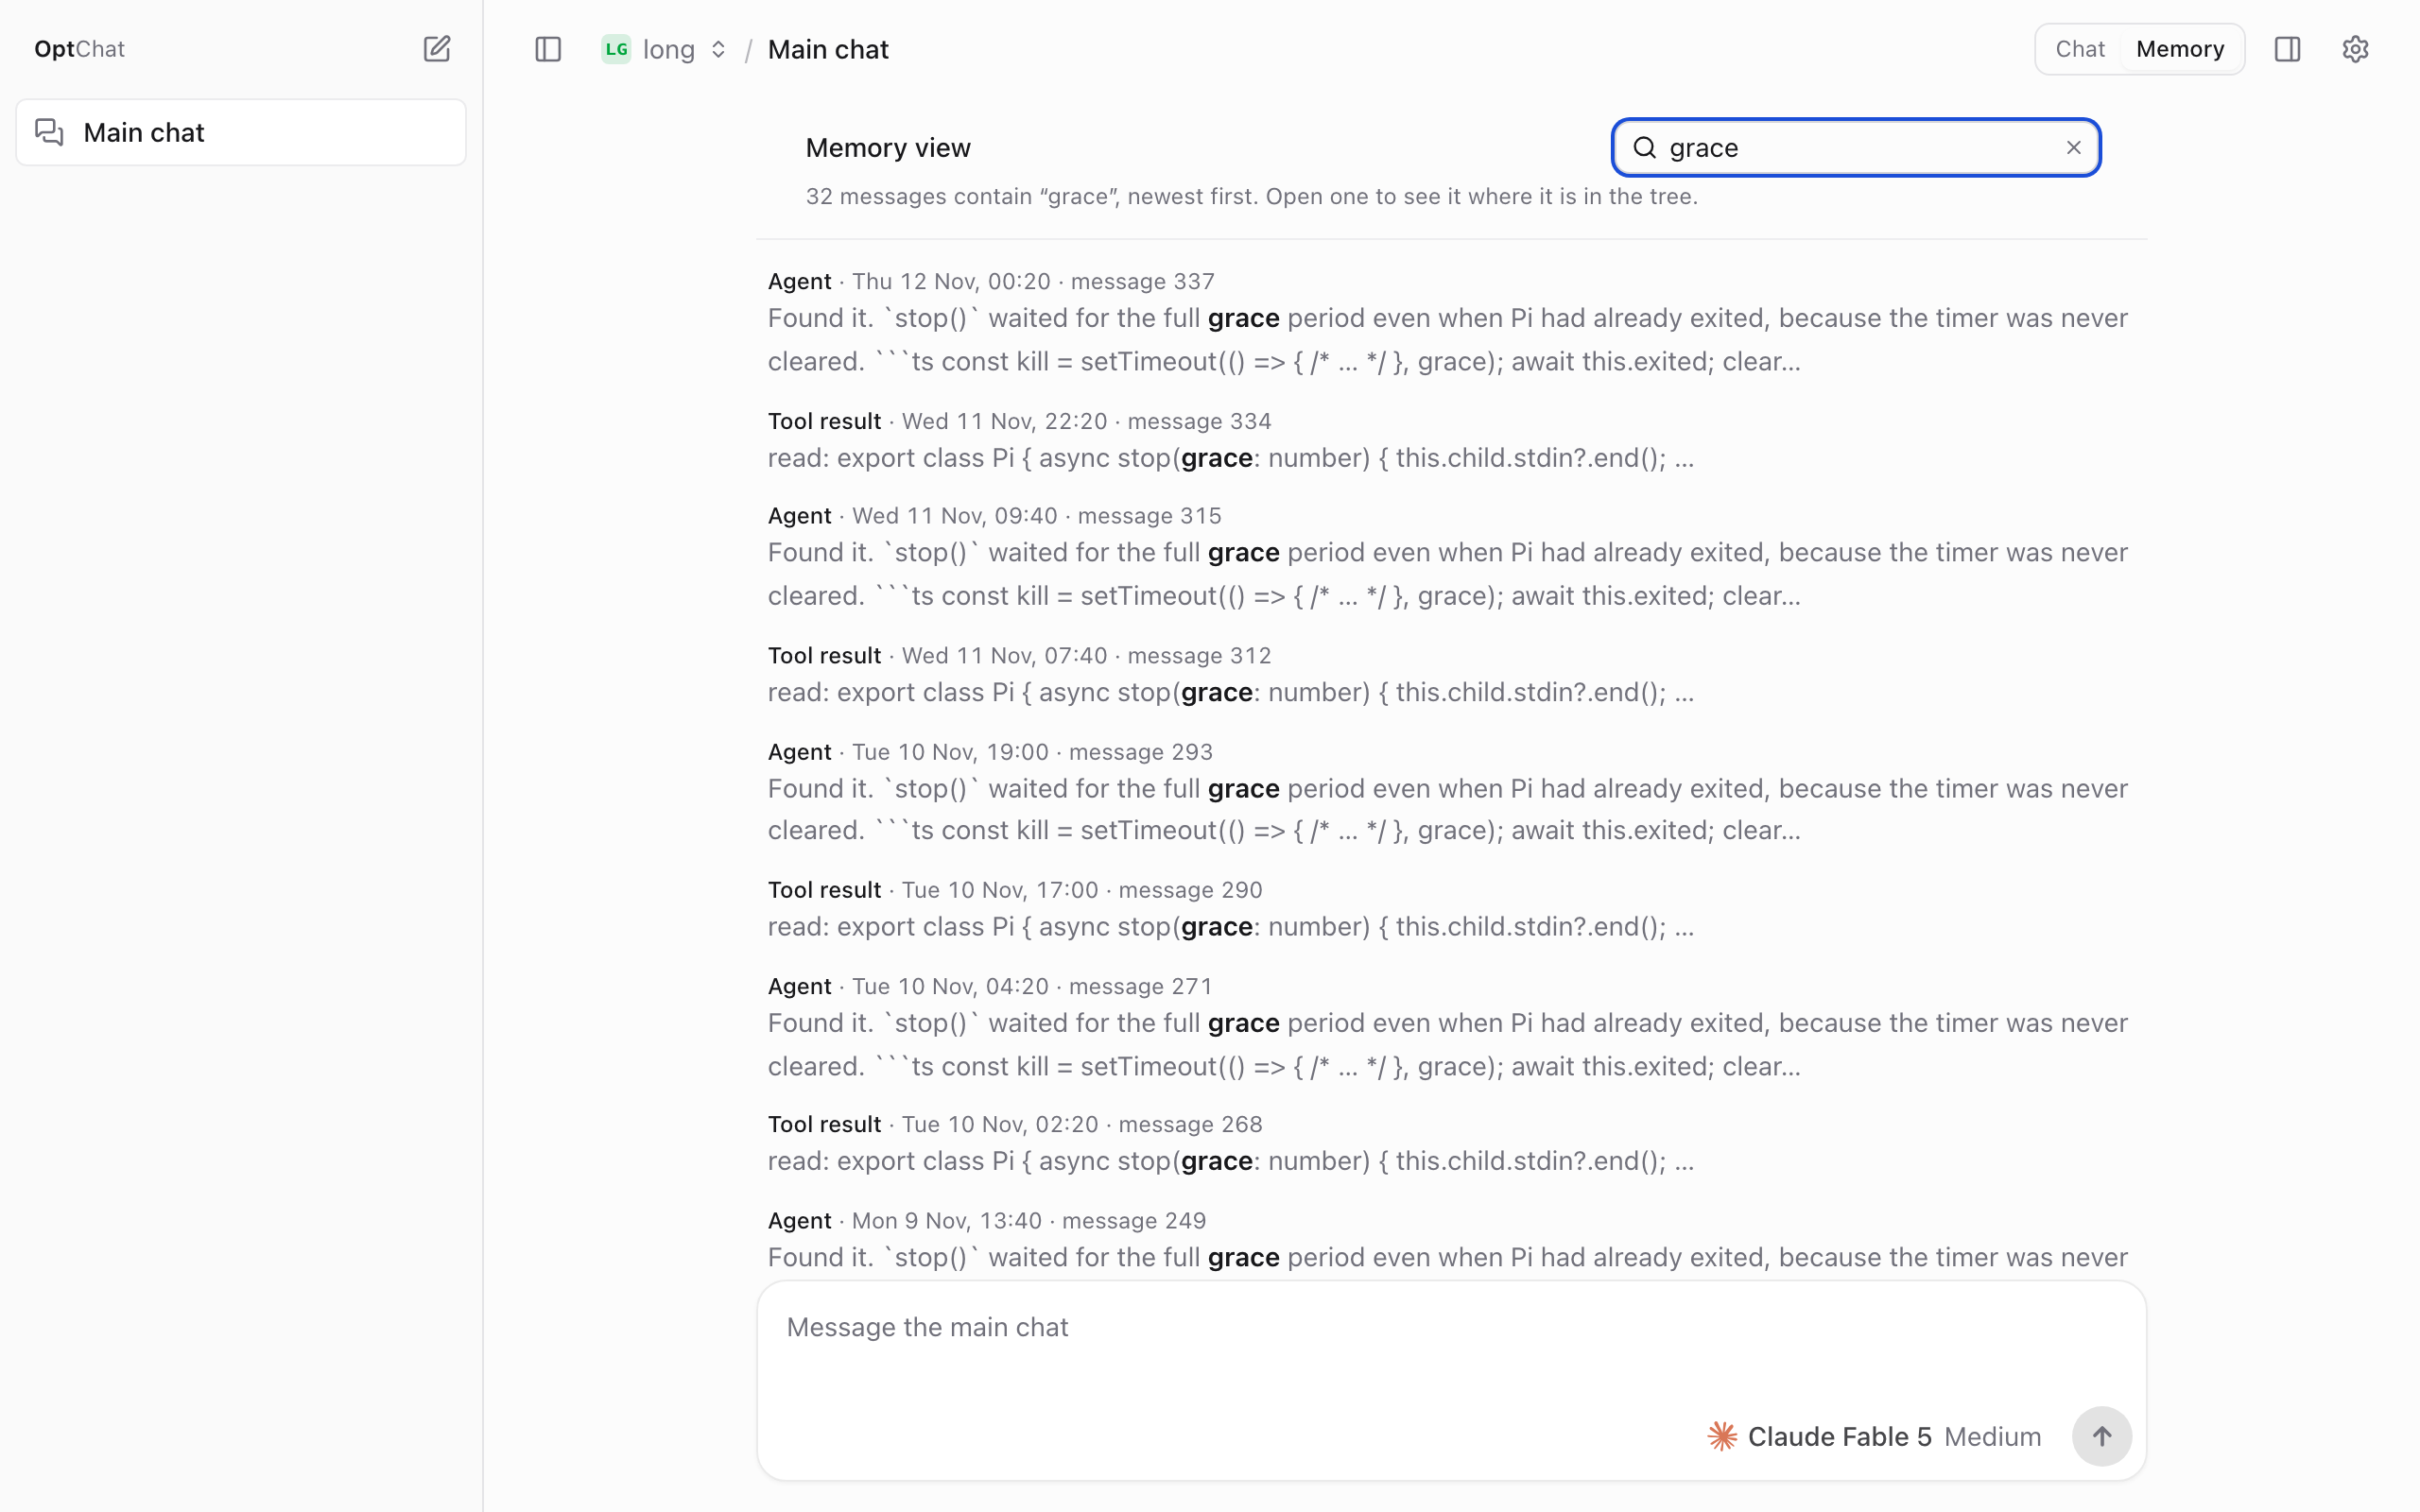 OptChat
Main chat
LG long / Main chat
Chat Memory
Memory view
grace
32 messages contain “grace”, newest first. Open one to see it where it is in the tree.
Agent · Thu 12 Nov, 00:20 · message 337
Found it. `stop()` waited for the full grace period even when Pi had already exited, because the timer was never
cleared. ```ts const kill = setTimeout(() => { /* … */ }, grace); await this.exited; clear…
Tool result · Wed 11 Nov, 22:20 · message 334
read: export class Pi { async stop(grace: number) { this.child.stdin?.end(); …
Agent · Wed 11 Nov, 09:40 · message 315
Found it. `stop()` waited for the full grace period even when Pi had already exited, because the timer was never
cleared. ```ts const kill = setTimeout(() => { /* … */ }, grace); await this.exited; clear…
Tool result · Wed 11 Nov, 07:40 · message 312
read: export class Pi { async stop(grace: number) { this.child.stdin?.end(); …
Agent · Tue 10 Nov, 19:00 · message 293
Found it. `stop()` waited for the full grace period even when Pi had already exited, because the timer was never
cleared. ```ts const kill = setTimeout(() => { /* … */ }, grace); await this.exited; clear…
Tool result · Tue 10 Nov, 17:00 · message 290
read: export class Pi { async stop(grace: number) { this.child.stdin?.end(); …
Agent · Tue 10 Nov, 04:20 · message 271
Found it. `stop()` waited for the full grace period even when Pi had already exited, because the timer was never
cleared. ```ts const kill = setTimeout(() => { /* … */ }, grace); await this.exited; clear…
Tool result · Tue 10 Nov, 02:20 · message 268
read: export class Pi { async stop(grace: number) { this.child.stdin?.end(); …
Agent · Mon 9 Nov, 13:40 · message 249
Found it. `stop()` waited for the full grace period even when Pi had already exited, because the timer was never
Message the main chat
Claude Fable 5 Medium